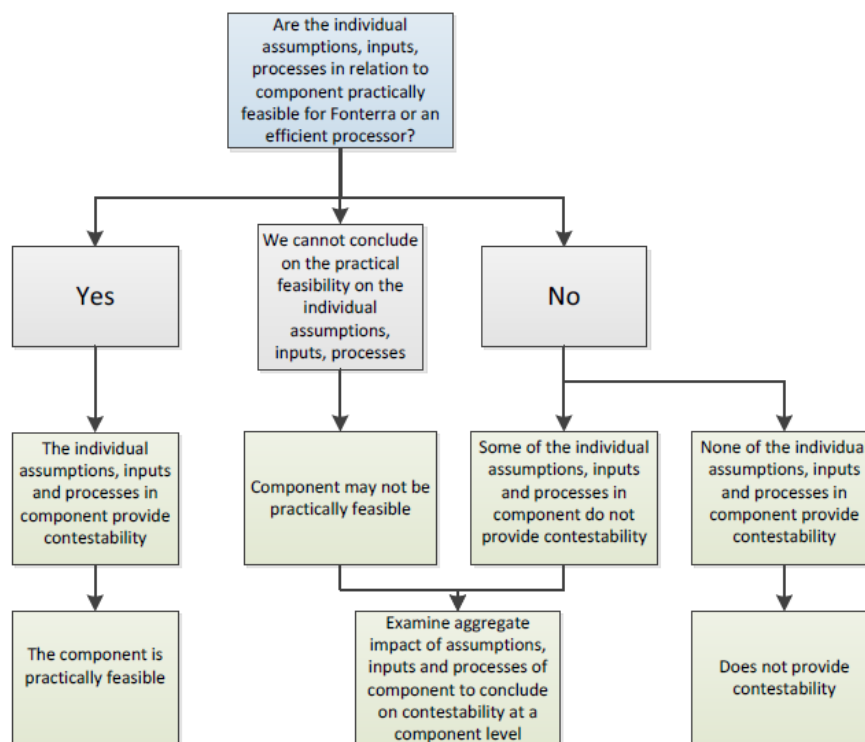 Are the individual
assumptions, inputs,
processes in relation to
component practically
feasible for Fonterra or an
efficient processor?
Yes
We cannot conclude
on the practical
feasibility on the
individual
assumptions,
inputs, processes
No
The individual
assumptions, inputs
and processes in
component provide
contestability
Component may not be
practically feasible
Some of the individual
assumptions, inputs
and processes in
component do not
provide contestability
None of the individual
assumptions, inputs
and processes in
component provide
contestability
The component is
practically feasible
Examine aggregate
impact of assumptions,
inputs and processes of
component to conclude
on contestability at a
component level
Does not provide
contestability